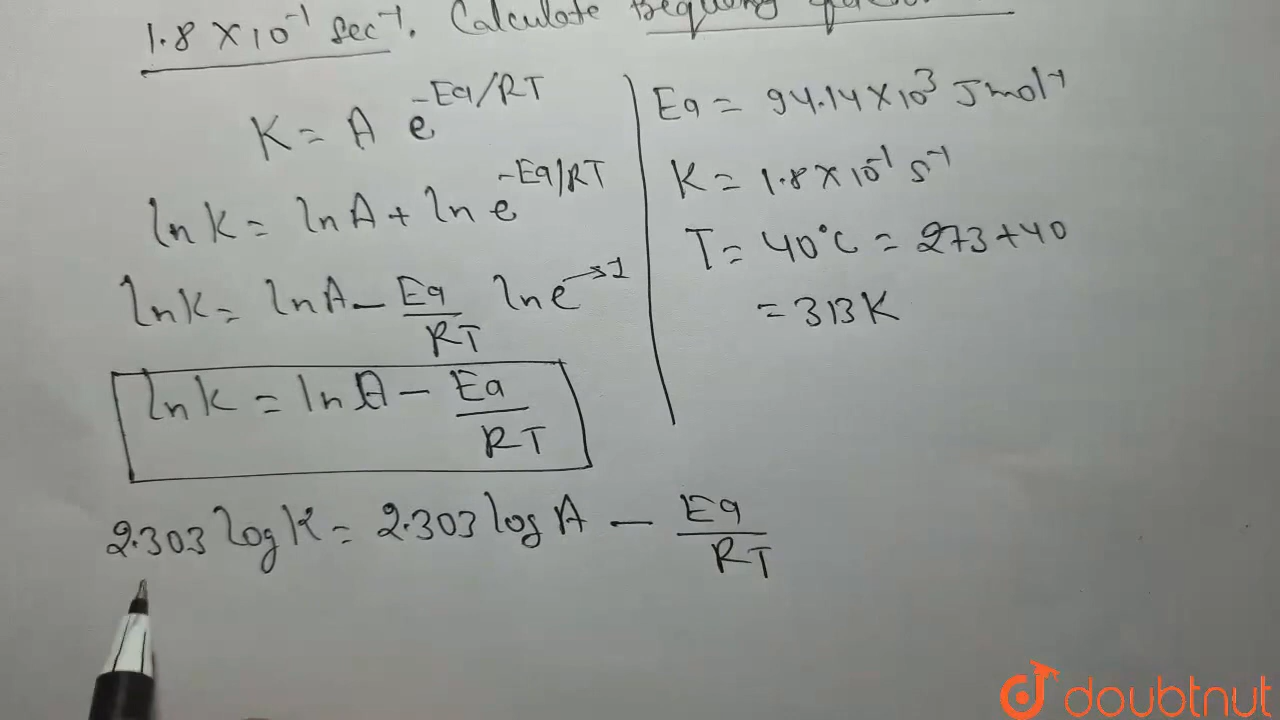 1.8 × 10⁻¹ sec⁻¹. Calculate
K = A e^(-Ea/RT)
ln K = ln A + ln e^(-Ea/RT)
ln K = ln A - Ea/RT ln e → 1
ln K = ln A - Ea/RT
2.303 log K = 2.303 log A - Ea/RT
Ea = 94.14 × 10³ J mol⁻¹
K = 1.8 × 10⁻¹ s⁻¹
T = 40°C = 273 + 40
= 313 K
doubtnut